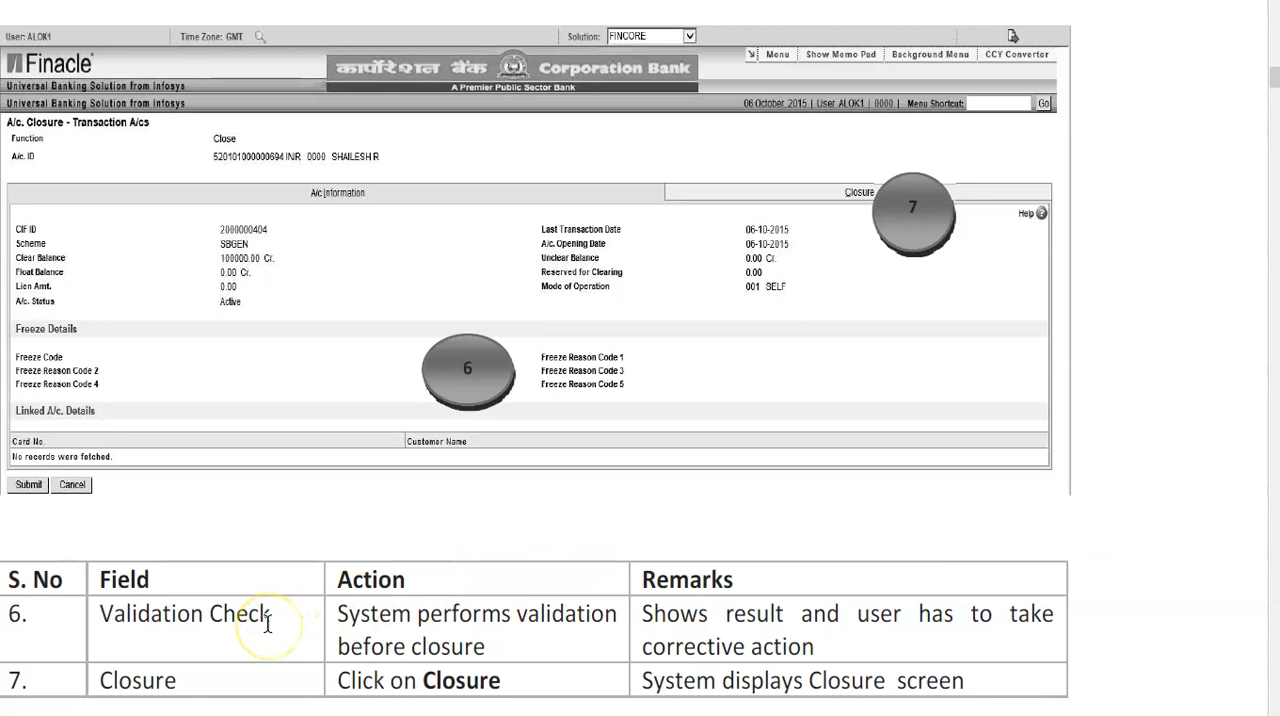 User: ALOK1 Time Zone: GMT Solution: FINCORE
Finacle कार्पोरेशन बैंक Corporation Bank Menu Show Memo Pad Background Menu CCY Converter
Universal Banking Solution from Infosys A Premier Public Sector Bank
Universal Banking Solution from Infosys 06 October, 2015 | User ALOK1 | 0000 | Menu Shortcut: Go
A/c. Closure - Transaction A/cs
Function Close
A/c. ID 520101000000694 INR 0000 SHAILESH R
A/c Information Closure 7
Help ?
CIF ID 2000000404 Last Transaction Date 06-10-2015
Scheme SBGEN A/c. Opening Date 06-10-2015
Clear Balance 100000.00 Cr. Unclear Balance 0.00 Cr.
Float Balance 0.00 Cr. Reserved for Clearing 0.00
Lien Amt. 0.00 Mode of Operation 001 SELF
A/c. Status Active
Freeze Details
Freeze Code 6 Freeze Reason Code 1
Freeze Reason Code 2 Freeze Reason Code 3
Freeze Reason Code 4 Freeze Reason Code 5
Linked A/c. Details
Card No. Customer Name
No records were fetched.
Submit Cancel
S. No Field Action Remarks
6. Validation Check System performs validation Shows result and user has to take
before closure corrective action
7. Closure Click on Closure System displays Closure screen